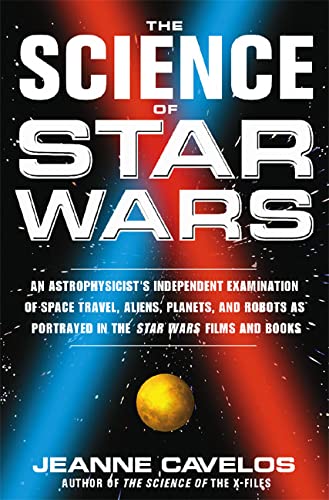 THE
SCIENCE
OF
STAR
WARS
AN ASTROPHYSICIST'S INDEPENDENT EXAMINATION
OF SPACE TRAVEL, ALIENS, PLANETS, AND ROBOTS AS
PORTRAYED IN THE STAR WARS FILMS AND BOOKS
JEANNE CAVELOS
AUTHOR OF THE SCIENCE OF THE X-FILES